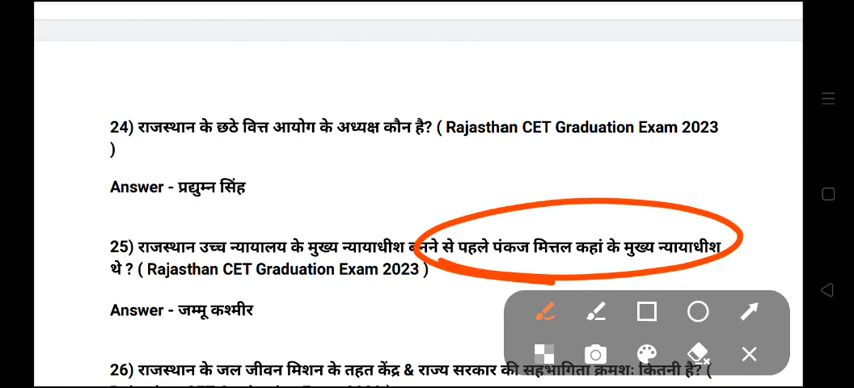 24) राजस्थान के छठे वित्त आयोग के अध्यक्ष कौन है? ( Rajasthan CET Graduation Exam 2023
)
Answer - प्रद्युम्न सिंह
25) राजस्थान उच्च न्यायालय के मुख्य न्यायाधीश बनने से पहले पंकज मित्तल कहां के मुख्य न्यायाधीश
थे ? ( Rajasthan CET Graduation Exam 2023 )
Answer - जम्मू कश्मीर
26) राजस्थान के जल जीवन मिशन के तहत केंद्र & राज्य सरकार की सहभागिता क्रमशः कितनी है? (